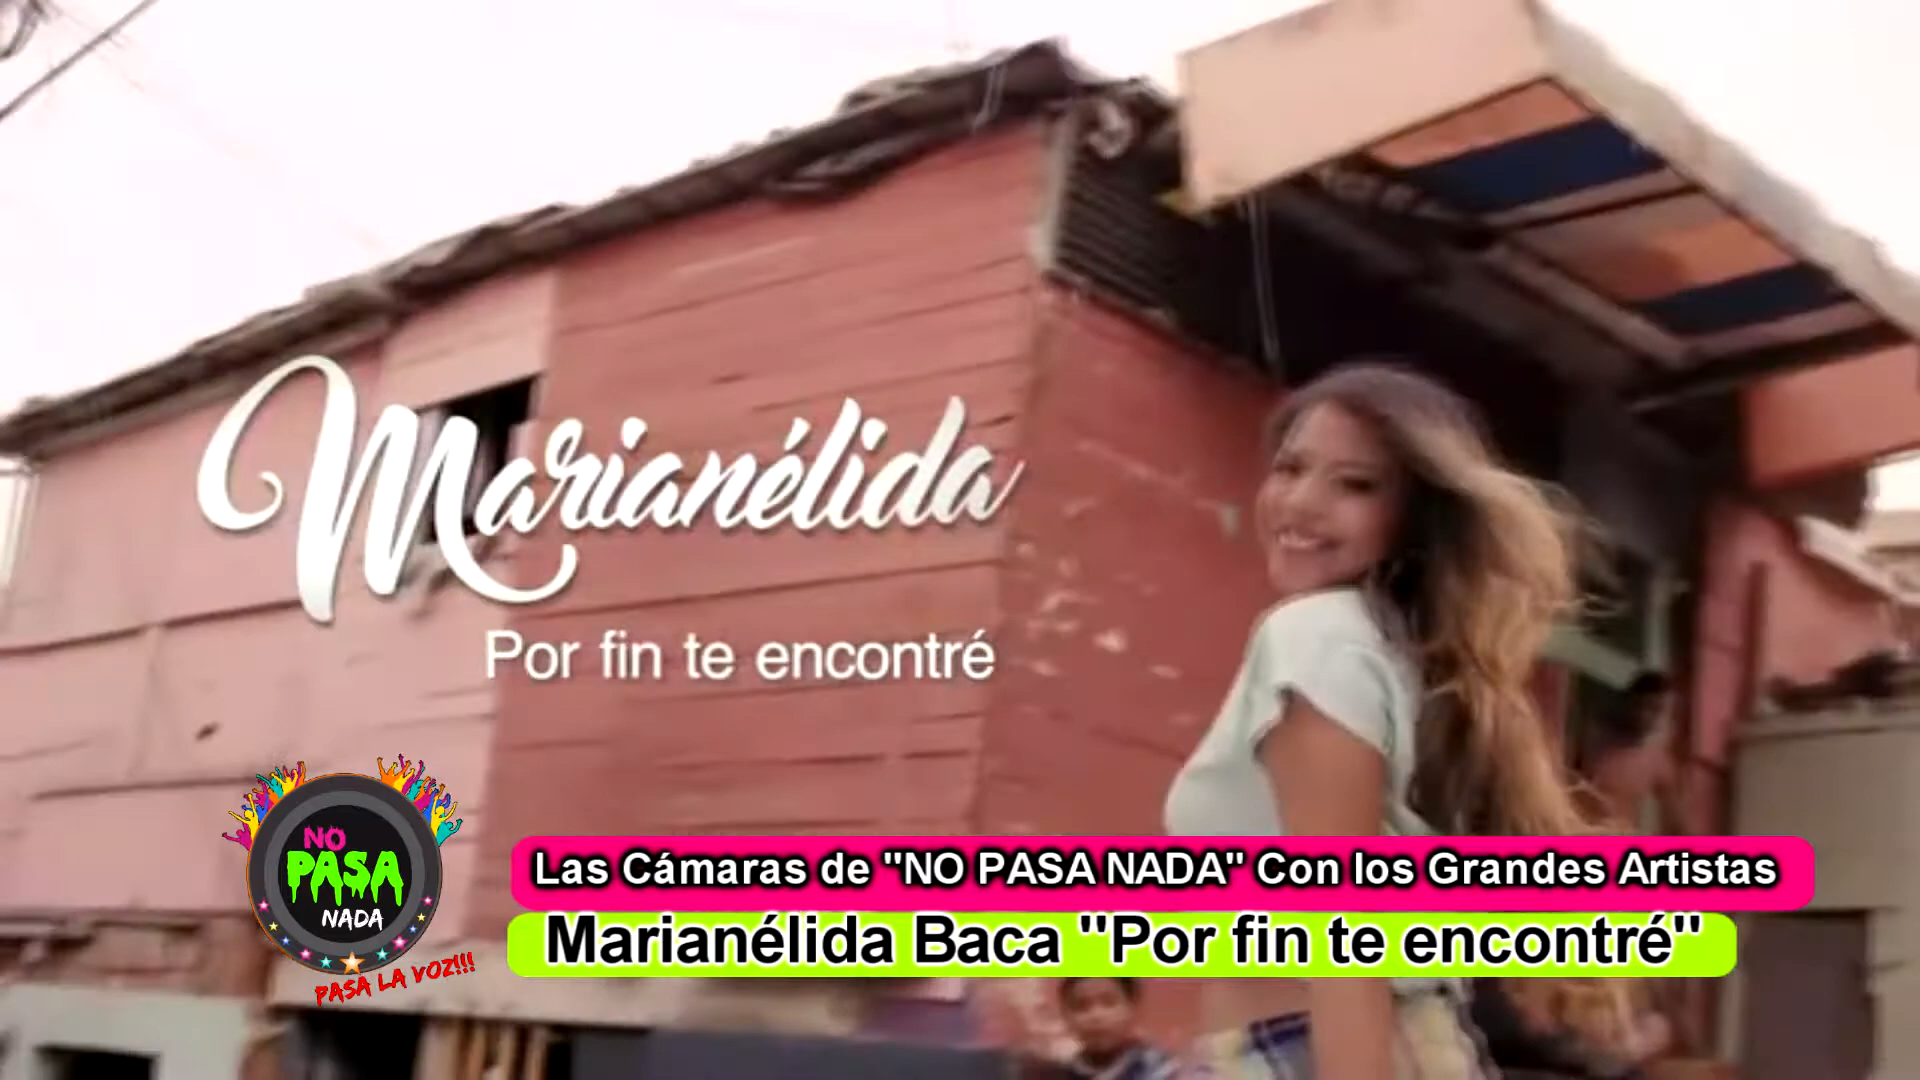 Marianélida
Por fin te encontré
NO
PASA
NADA
PASA LA VOZ!!!
Las Cámaras de "NO PASA NADA" Con los Grandes Artistas
Marianélida Baca "Por fin te encontré"